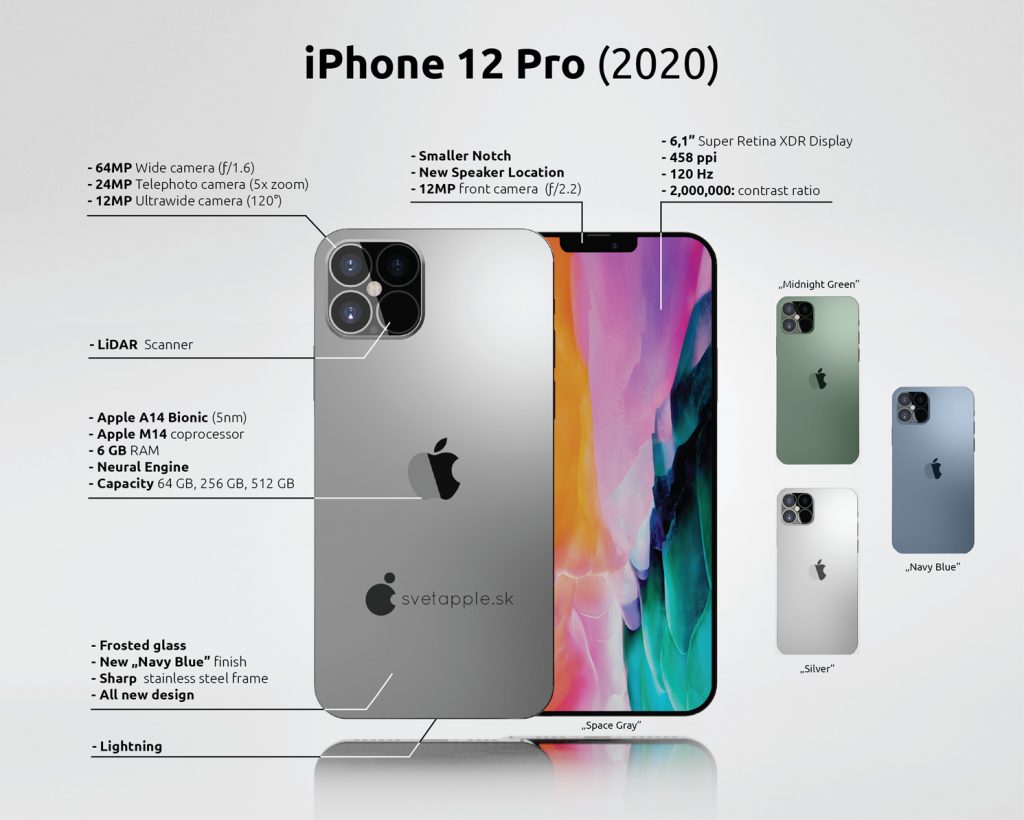 iPhone 12 Pro (2020)
- 64MP Wide camera (ƒ/1.6)
- 24MP Telephoto camera (5x zoom)
- 12MP Ultrawide camera (120°)
- Smaller Notch
- New Speaker Location
- 12MP front camera (ƒ/2.2)
- 6,1” Super Retina XDR Display
- 458 ppi
- 120 Hz
- 2,000,000: contrast ratio
„Midnight Green”
- LiDAR Scanner
- Apple A14 Bionic (5nm)
- Apple M14 coprocessor
- 6 GB RAM
- Neural Engine
- Capacity 64 GB, 256 GB, 512 GB
„Navy Blue”
svetapple.sk
- Frosted glass
- New „Navy Blue” finish
- Sharp stainless steel frame
- All new design
„Silver”
„Space Gray”
- Lightning